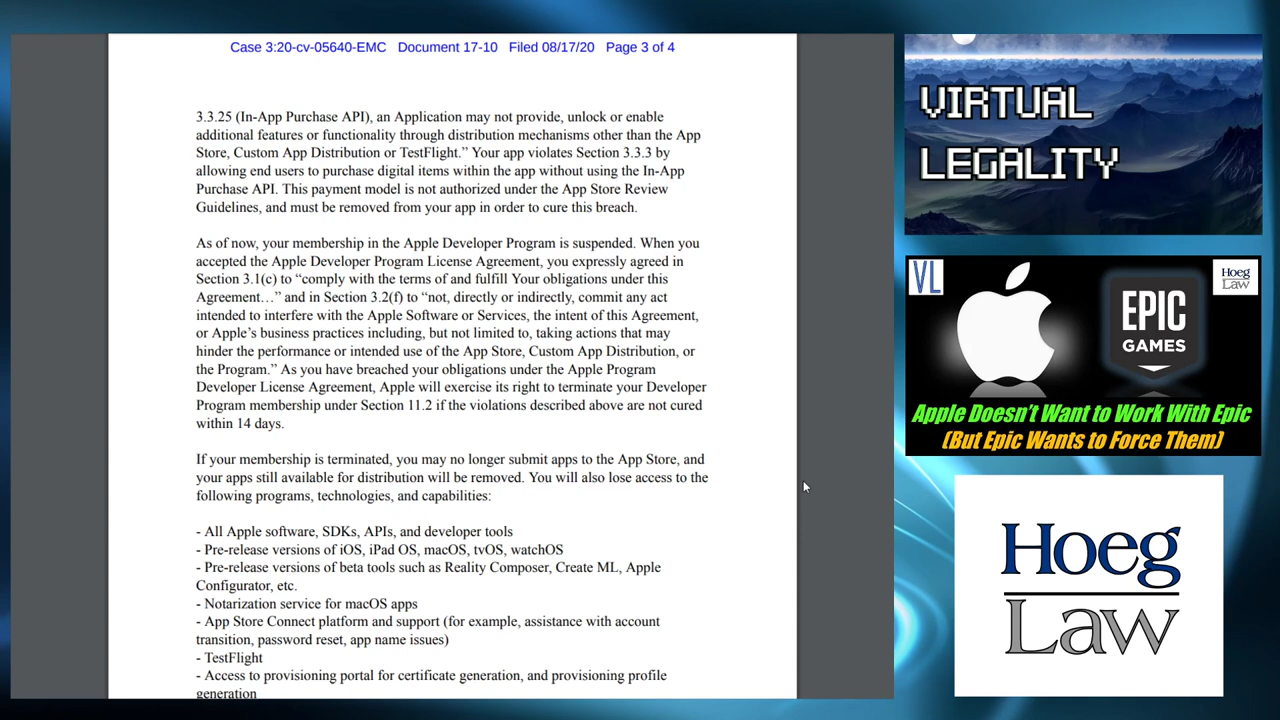 Case 3:20-cv-05640-EMC Document 17-10 Filed 08/17/20 Page 3 of 4
3.3.25 (In-App Purchase API), an Application may not provide, unlock or enable
additional features or functionality through distribution mechanisms other than the App
Store, Custom App Distribution or TestFlight.” Your app violates Section 3.3.3 by
allowing end users to purchase digital items within the app without using the In-App
Purchase API. This payment model is not authorized under the App Store Review
Guidelines, and must be removed from your app in order to cure this breach.
As of now, your membership in the Apple Developer Program is suspended. When you
accepted the Apple Developer Program License Agreement, you expressly agreed in
Section 3.1(c) to “comply with the terms of and fulfill Your obligations under this
Agreement…” and in Section 3.2(f) to “not, directly or indirectly, commit any act
intended to interfere with the Apple Software or Services, the intent of this Agreement,
or Apple’s business practices including, but not limited to, taking actions that may
hinder the performance or intended use of the App Store, Custom App Distribution, or
the Program.” As you have breached your obligations under the Apple Program
Developer License Agreement, Apple will exercise its right to terminate your Developer
Program membership under Section 11.2 if the violations described above are not cured
within 14 days.
If your membership is terminated, you may no longer submit apps to the App Store, and
your apps still available for distribution will be removed. You will also lose access to the
following programs, technologies, and capabilities:
- All Apple software, SDKs, APIs, and developer tools
- Pre-release versions of iOS, iPad OS, macOS, tvOS, watchOS
- Pre-release versions of beta tools such as Reality Composer, Create ML, Apple
Configurator, etc.
- Notarization service for macOS apps
- App Store Connect platform and support (for example, assistance with account
transition, password reset, app name issues)
- TestFlight
- Access to provisioning portal for certificate generation, and provisioning profile
generation
VIRTUAL
LEGALITY
VL
Hoeg
Law
EPIC
GAMES
Apple Doesn't Want to Work With Epic
(But Epic Wants to Force Them)
Hoeg
Law